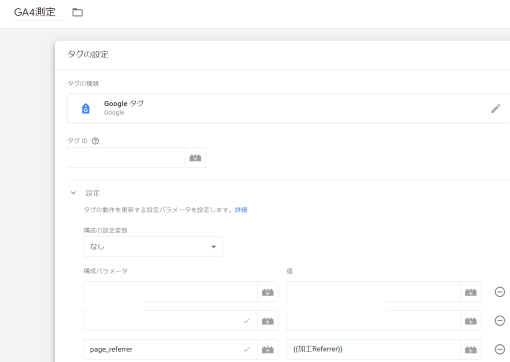 GA4測定
タグの設定
タグの種類
Google タグ
Google
タグ ID
設定
タグの動作を更新する設定パラメータを設定します。詳細
構成の設定変数
なし
構成パラメータ 値
page_referrer {{加工Referrer}}